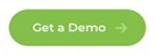 Get a Demo →